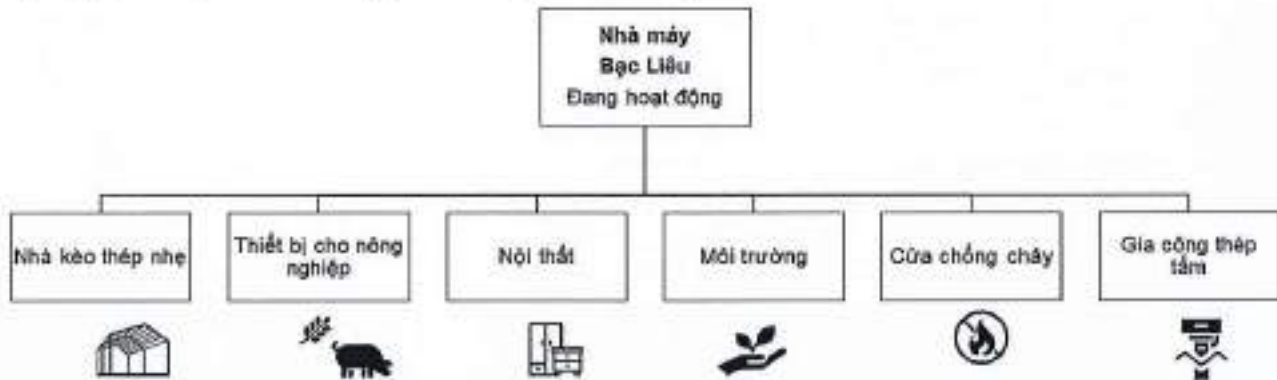 Nhà máy
Bạc Liêu
Đang hoạt động
Nhà kèo thép nhẹ
Thiết bị cho nông
nghiệp
Nội thất
Môi trường
Cửa chống cháy
Gia công thép
tấm